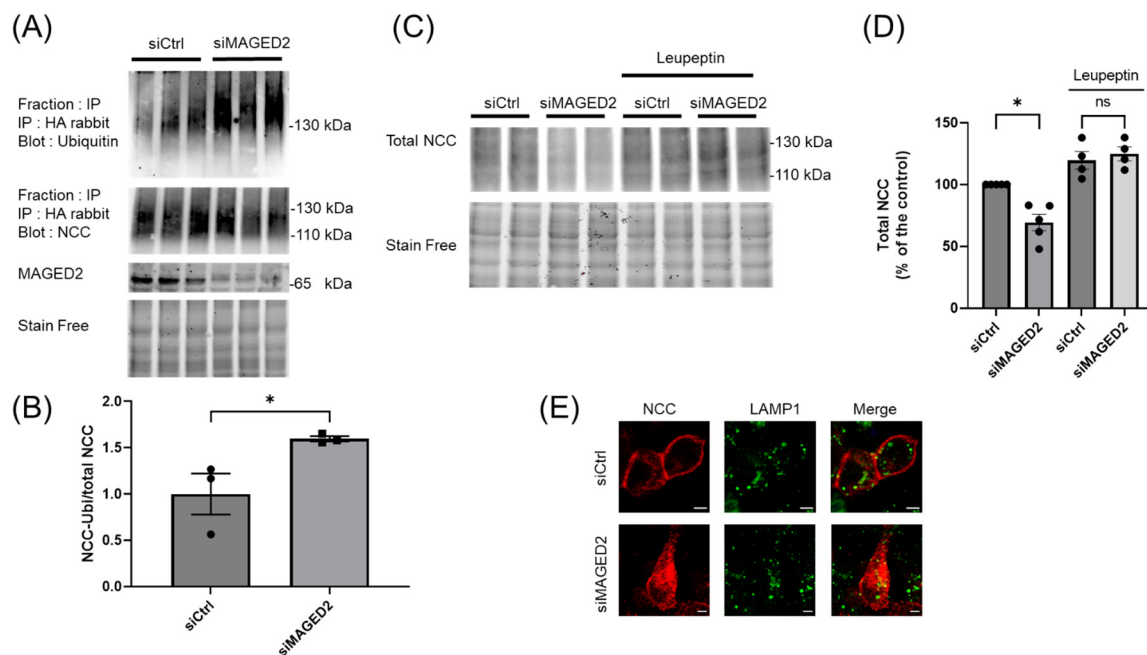 (A)
siCtrl siMAGED2
Fraction : IP
IP : HA rabbit
Blot : Ubiquitin
-130 kDa
Fraction : IP
IP : HA rabbit
Blot : NCC
-130 kDa
-110 kDa
MAGED2
-65 kDa
Stain Free
(B)
NCC-Ubi/total NCC
2.0
1.5
1.0
0.5
0.0
*
siCtrl
siMAGED2
(C)
Leupeptin
siCtrl siMAGED2 siCtrl siMAGED2
Total NCC
-130 kDa
-110 kDa
Stain Free
(D)
Leupeptin
* ns
Total NCC
(% of the control)
150
100
50
0
siCtrl
siMAGED2
siCtrl
siMAGED2
(E)
NCC LAMP1 Merge
siCtrl
siMAGED2